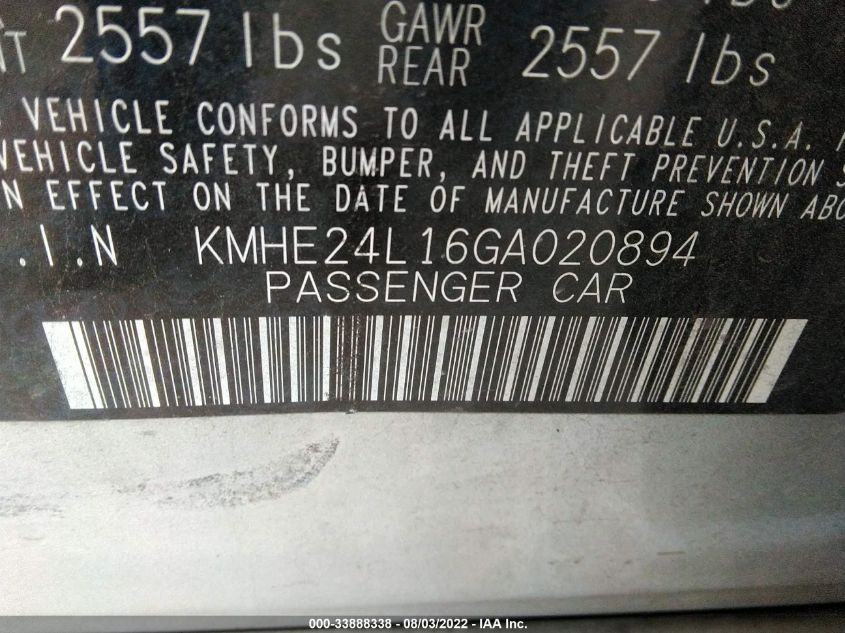 2557 lbs GAWR REAR 2557 lbs
VEHICLE CONFORMS TO ALL APPLICABLE U.S.A.
VEHICLE SAFETY, BUMPER, AND THEFT PREVENTION
EFFECT ON THE DATE OF MANUFACTURE SHOWN
.I.N KMHE24L16GA020894
PASSENGER CAR
000-33888338 - 08/03/2022 - IAA Inc.